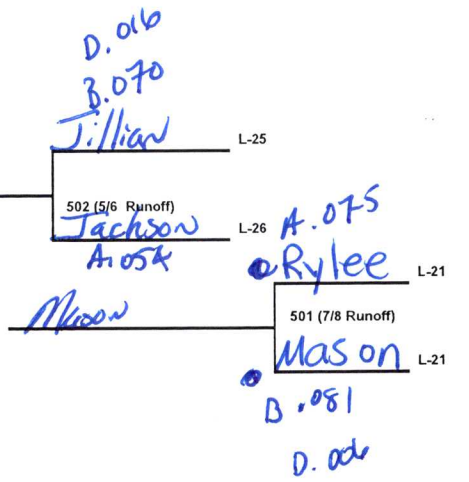 D.016
B.070
Jillian
L-25
502 (5/6 Runoff)
Jackson
L-26
A.054
A.075
Rylee
L-21
Mason
501 (7/8 Runoff)
Mason
L-21
B.081
D.006